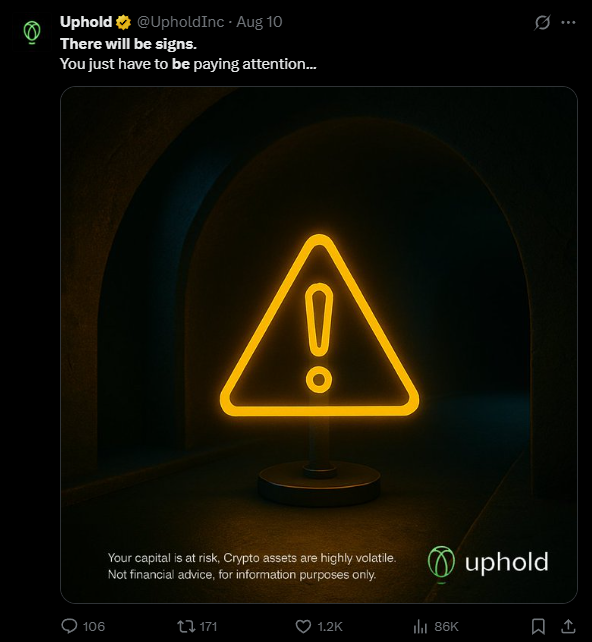 Uphold @UpholdInc · Aug 10
There will be signs.
You just have to be paying attention...
Your capital is at risk, Crypto assets are highly volatile.
Not financial advice, for information purposes only.
uphold
106 171 1.2K 86K